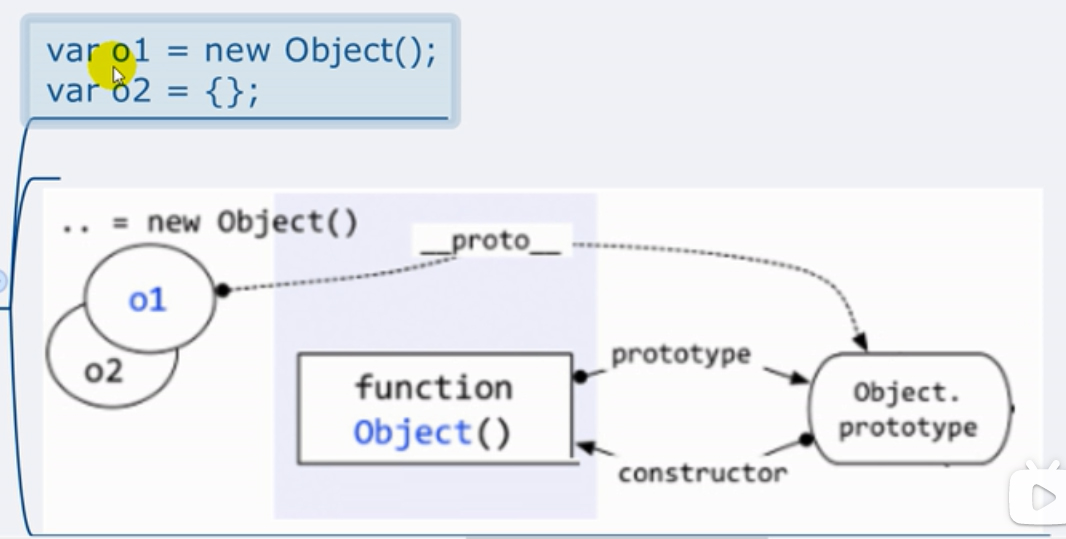 var o1 = new Object();
var o2 = {};
.. = new Object()
__proto__
o1
o2
function
Object()
prototype
constructor
Object.
prototype